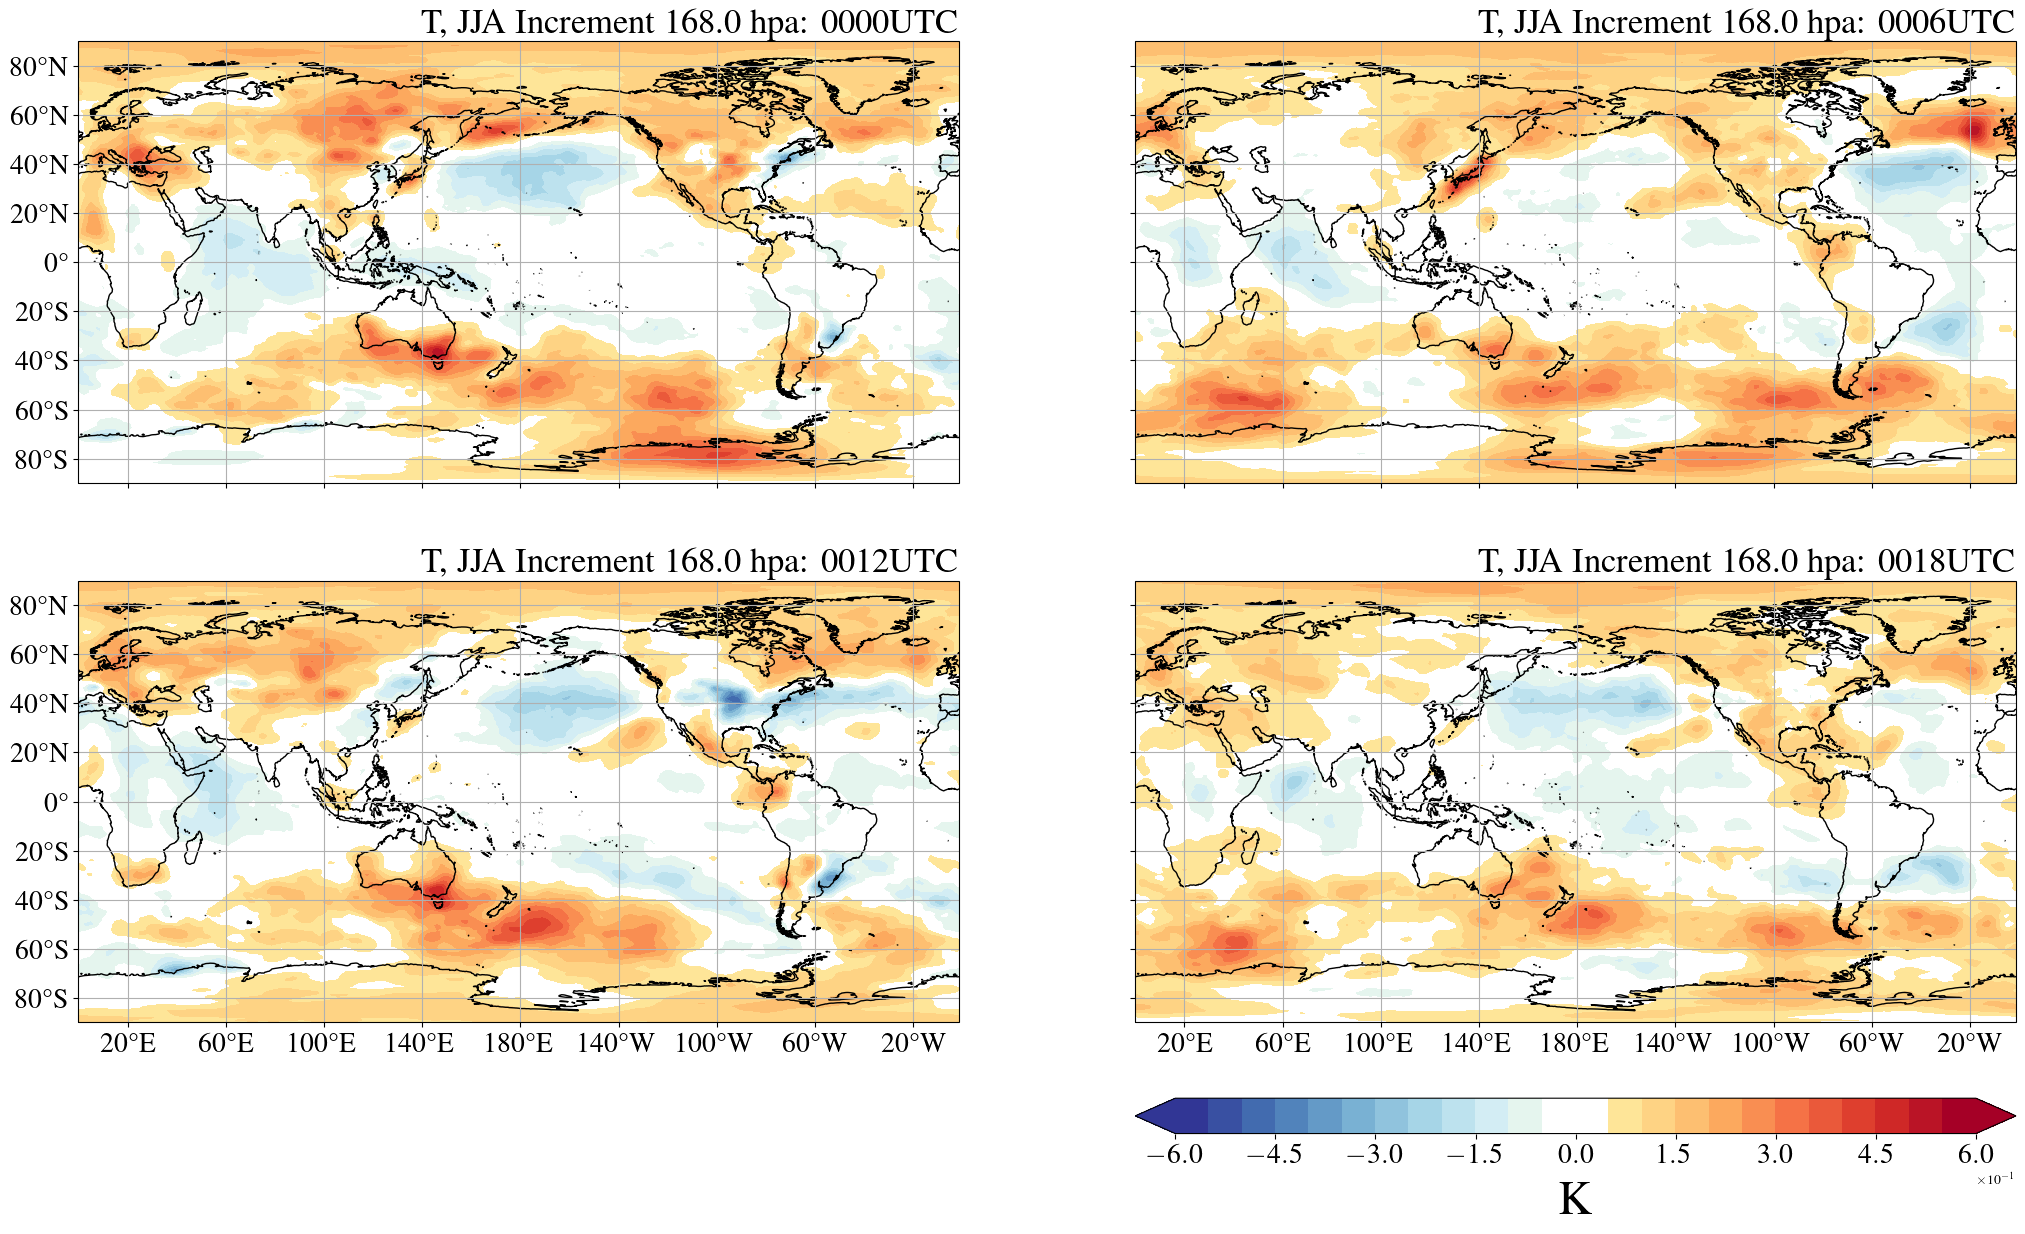 T, JJA Increment 168.0 hpa: 0000UTC
80°N
60°N
40°N
20°N
0°
20°S
40°S
60°S
80°S
T, JJA Increment 168.0 hpa: 0006UTC
T, JJA Increment 168.0 hpa: 0012UTC
80°N
60°N
40°N
20°N
0°
20°S
40°S
60°S
80°S
20°E 60°E 100°E 140°E 180°E 140°W 100°W 60°W 20°W
T, JJA Increment 168.0 hpa: 0018UTC
20°E 60°E 100°E 140°E 180°E 140°W 100°W 60°W 20°W
−6.0 −4.5 −3.0 −1.5 0.0 1.5 3.0 4.5 6.0
×10⁻¹
K